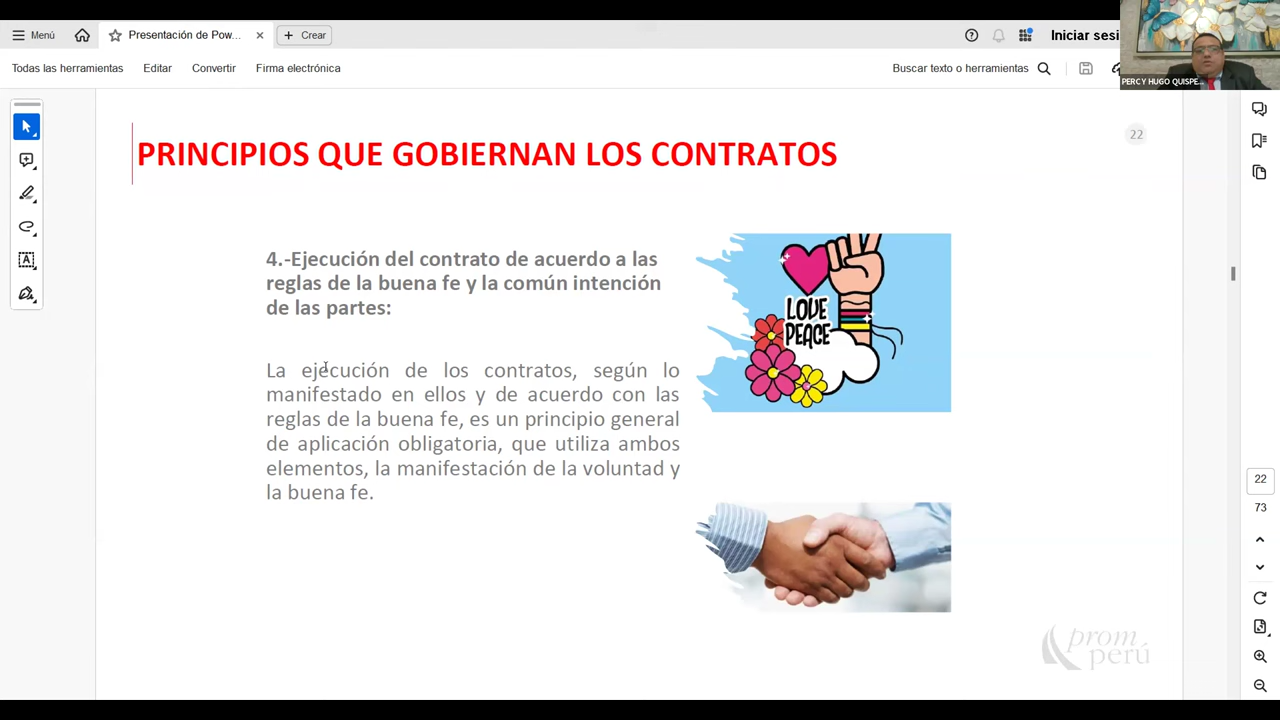 Menú
Presentación de Pow...
Crear
Iniciar sesi
Todas las herramientas
Editar
Convertir
Firma electrónica
Buscar texto o herramientas
PERCY HUGO QUISPE...
22
PRINCIPIOS QUE GOBIERNAN LOS CONTRATOS
4.-Ejecución del contrato de acuerdo a las
reglas de la buena fe y la común intención
de las partes:
La ejecución de los contratos, según lo
manifestado en ellos y de acuerdo con las
reglas de la buena fe, es un principio general
de aplicación obligatoria, que utiliza ambos
elementos, la manifestación de la voluntad y
la buena fe.
LOVE
PEACE
22
73
prom
perú